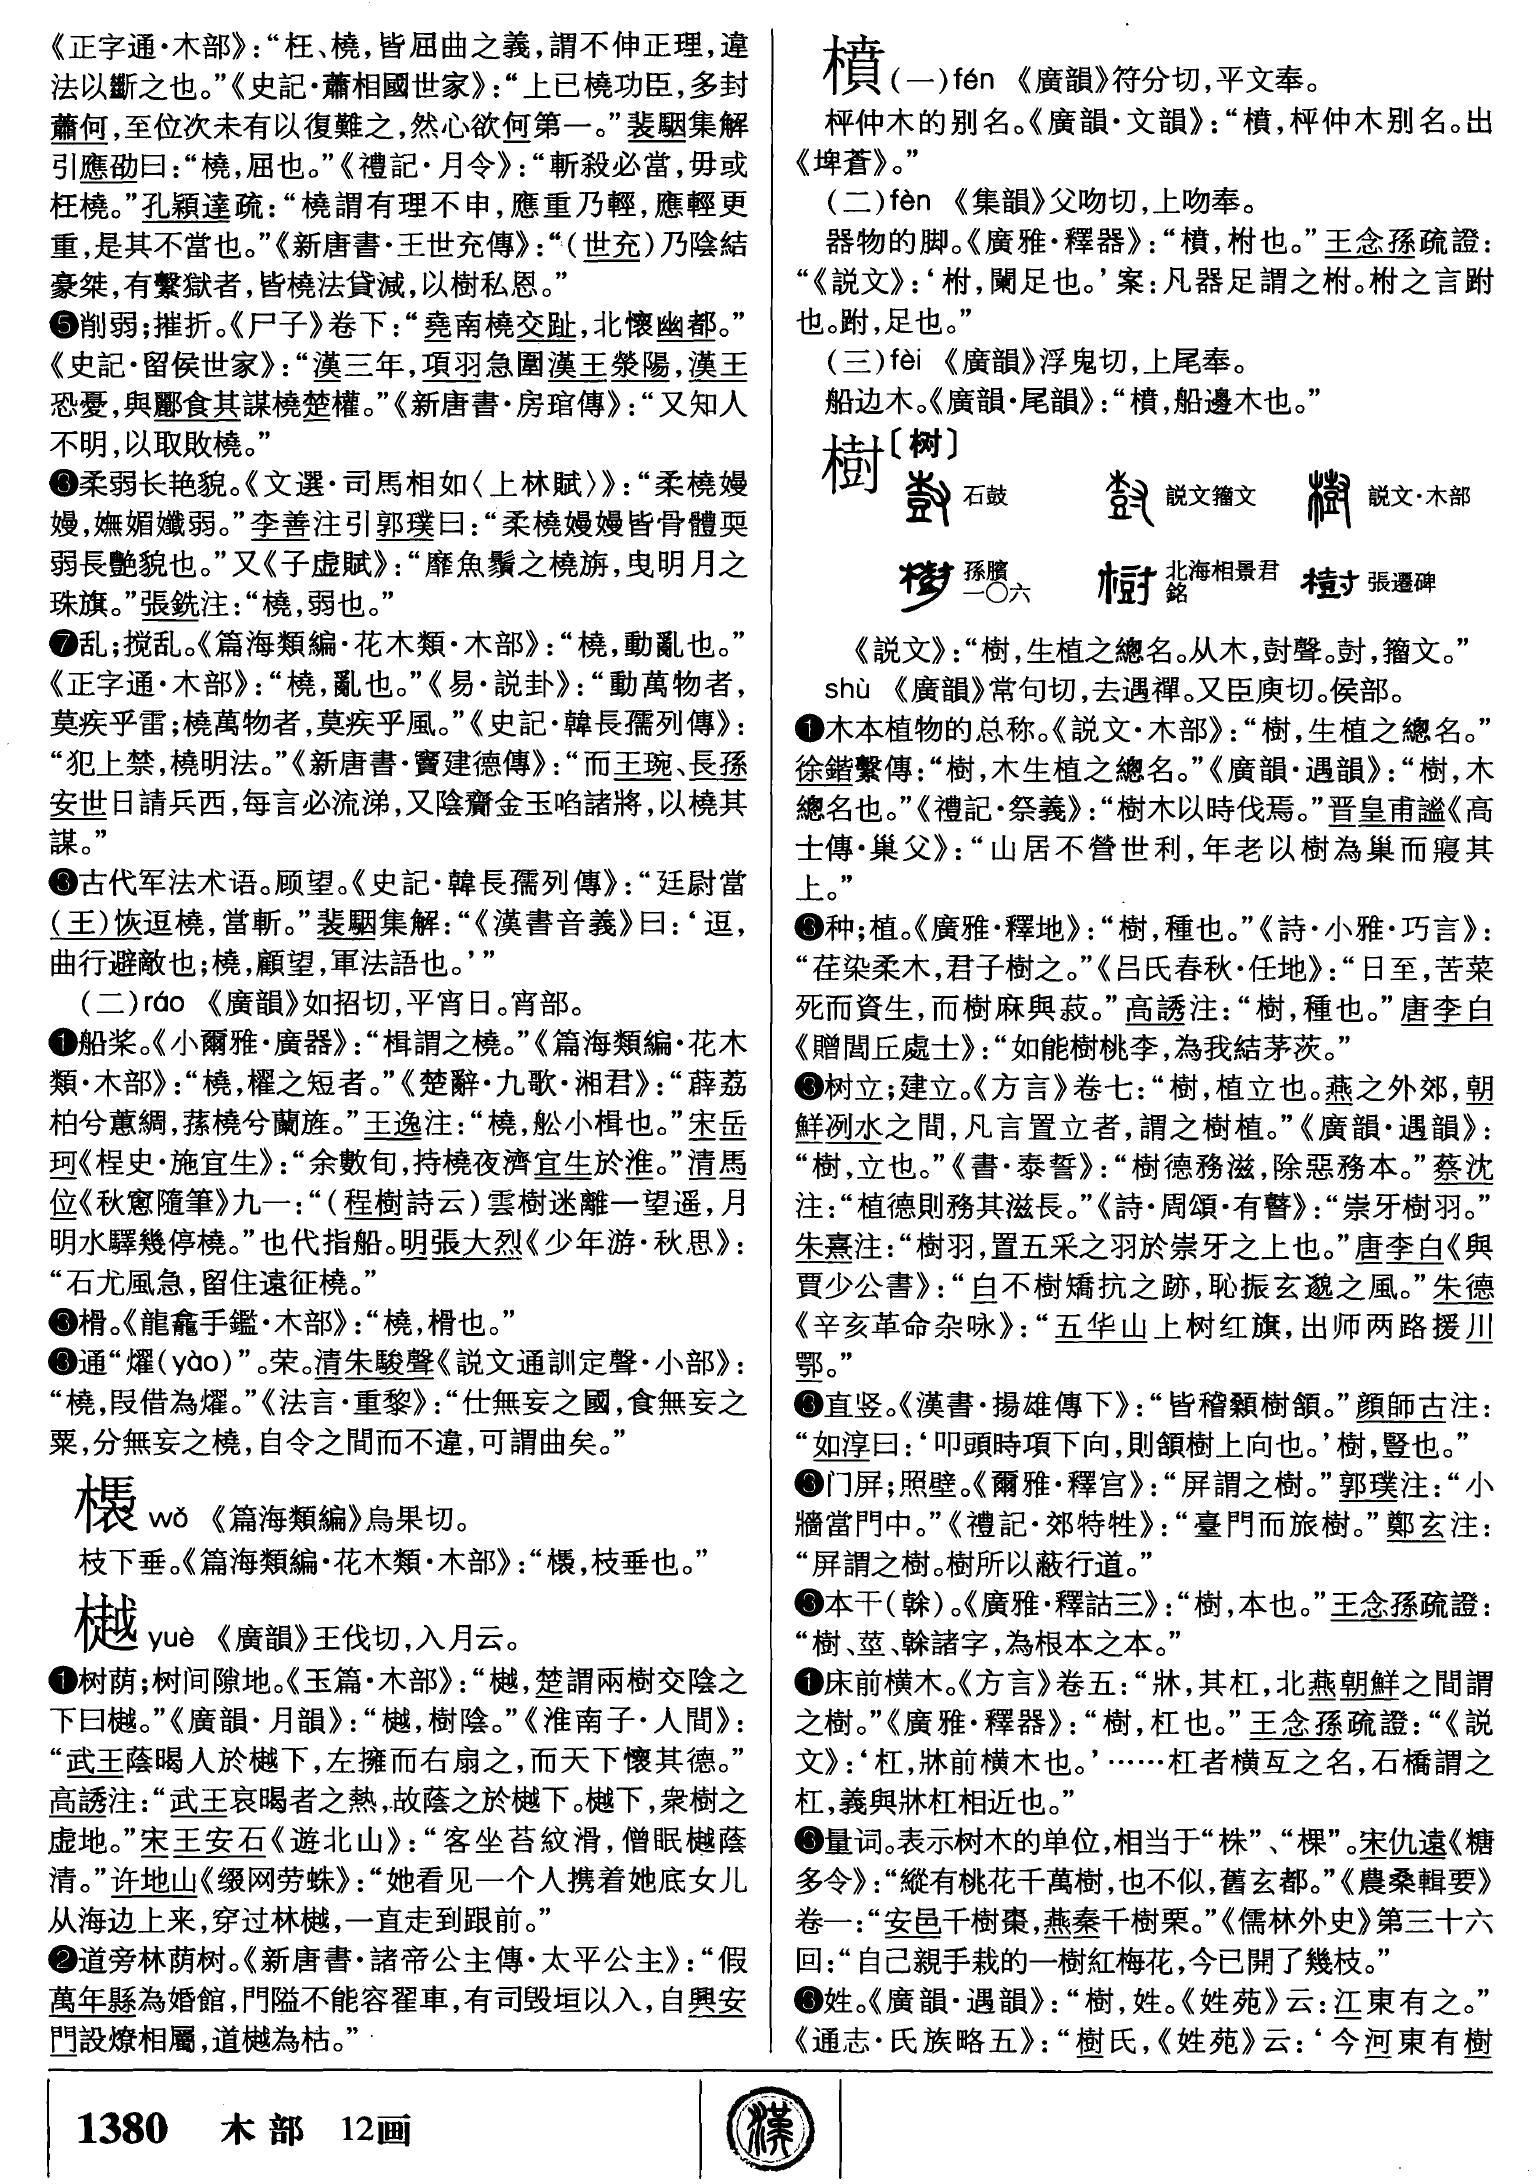 《正字通·木部》：“枉、橈，皆屈曲之義，謂不伸正理，違
法以斷之也。”《史記·蕭相國世家》：“上已橈功臣，多封
蕭何，至位次未有以復難之，然心欲何第一。”裴駰集解
引應劭曰：“橈，屈也。”《禮記·月令》：“斬殺必當，毋或
枉橈。”孔穎達疏：“橈謂有理不申，應重乃輕，應輕更
重，是其不當也。”《新唐書·王世充傳》：“（世充）乃陰結
豪桀，有繫獄者，皆橈法貸減，以樹私恩。”
❺削弱；摧折。《尸子》卷下：“堯南橈交趾，北懷幽都。”
《史記·留侯世家》：“漢三年，項羽急圍漢王滎陽，漢王
恐憂，與酈食其謀橈楚權。”《新唐書·房琯傳》：“又知人
不明，以取敗橈。”
❸柔弱长艳貌。《文選·司馬相如〈上林賦〉》：“柔橈嫚
嫚，嫵媚孅弱。”李善注引郭璞曰：“柔橈嫚嫚皆骨體耎
弱長艷貌也。”又《子虛賦》：“靡魚鬚之橈旃，曳明月之
珠旗。”張銑注：“橈，弱也。”
❼乱；搅乱。《篇海類編·花木類·木部》：“橈，動亂也。”
《正字通·木部》：“橈，亂也。”《易·説卦》：“動萬物者，
莫疾乎雷；橈萬物者，莫疾乎風。”《史記·韓長孺列傳》：
“犯上禁，橈明法。”《新唐書·竇建德傳》：“而王琬、長孫
安世日請兵西，每言必流涕，又陰齎金玉啗諸將，以橈其
謀。”
❸古代军法术语。顾望。《史記·韓長孺列傳》：“廷尉當
（王）恢逗橈，當斬。”裴駰集解：“《漢書音義》曰：‘逗，
曲行避敵也；橈，顧望，軍法語也。’”
（二）ráo 《廣韻》如招切，平宵日。宵部。
❶船桨。《小爾雅·廣器》：“楫謂之橈。”《篇海類編·花木
類·木部》：“橈，櫂之短者。”《楚辭·九歌·湘君》：“薜荔
柏兮蕙綢，蓀橈兮蘭旌。”王逸注：“橈，舩小楫也。”宋岳
珂《桯史·施宜生》：“余數旬，持橈夜濟宜生於淮。”清馬
位《秋窻隨筆》九一：“（程樹詩云）雲樹迷離一望遥，月
明水驛幾停橈。”也代指船。明張大烈《少年游·秋思》：
“石尤風急，留住遠征橈。”
❸榾。《龍龕手鑑·木部》：“橈，榾也。”
❸通“燿（yào）”。荣。清朱駿聲《説文通訓定聲·小部》：
“橈，叚借為燿。”《法言·重黎》：“仕無妄之國，食無妄之
粟，分無妄之橈，自令之間而不違，可謂曲矣。”
㰀 wǒ 《篇海類編》烏果切。
枝下垂。《篇海類編·花木類·木部》：“㰀，枝垂也。”
樾 yuè 《廣韻》王伐切，入月云。
❶树荫；树间隙地。《玉篇·木部》：“樾，楚謂兩樹交陰之
下曰樾。”《廣韻·月韻》：“樾，樹陰。”《淮南子·人間》：
“武王蔭暍人於樾下，左擁而右扇之，而天下懷其德。”
高誘注：“武王哀暍者之熱，故蔭之於樾下。樾下，衆樹之
虛地。”宋王安石《遊北山》：“客坐苔紋滑，僧眠樾蔭
清。”许地山《缀网劳蛛》：“她看见一个人携着她底女儿
从海边上来，穿过林樾，一直走到跟前。”
❷道旁林荫树。《新唐書·諸帝公主傳·太平公主》：“假
萬年縣為婚館，門隘不能容翟車，有司毁垣以入，自興安
門設燎相屬，道樾為枯。”
橨（一）fén 《廣韻》符分切，平文奉。
枰仲木的别名。《廣韻·文韻》：“橨，枰仲木别名。出
《埤蒼》。”
（二）fèn 《集韻》父吻切，上吻奉。
器物的脚。《廣雅·釋器》：“橨，柎也。”王念孫疏證：
“《説文》：‘柎，闌足也。’案：凡器足謂之柎。柎之言跗
也。跗，足也。”
（三）fèi 《廣韻》浮鬼切，上尾奉。
船边木。《廣韻·尾韻》：“橨，船邊木也。”
樹〔树〕
石鼓 説文籀文 説文·木部
孫臏一〇六 北海相景君銘 張遷碑
《説文》：“樹，生植之總名。从木，尌聲。尌，籀文。”
shù 《廣韻》常句切，去遇禪。又臣庾切。侯部。
❶木本植物的总称。《説文·木部》：“樹，生植之總名。”
徐鍇繫傳：“樹，木生植之總名。”《廣韻·遇韻》：“樹，木
總名也。”《禮記·祭義》：“樹木以時伐焉。”晋皇甫謐《高
士傳·巢父》：“山居不營世利，年老以樹為巢而寢其
上。”
❸种；植。《廣雅·釋地》：“樹，種也。”《詩·小雅·巧言》：
“荏染柔木，君子樹之。”《吕氏春秋·任地》：“日至，苦菜
死而資生，而樹麻與菽。”高誘注：“樹，種也。”唐李白
《贈閭丘處士》：“如能樹桃李，為我結茅茨。”
❸树立；建立。《方言》卷七：“樹，植立也。燕之外郊，朝
鮮洌水之間，凡言置立者，謂之樹植。”《廣韻·遇韻》：
“樹，立也。”《書·泰誓》：“樹德務滋，除惡務本。”蔡沈
注：“植德則務其滋長。”《詩·周頌·有瞽》：“崇牙樹羽。”
朱熹注：“樹羽，置五采之羽於崇牙之上也。”唐李白《與
賈少公書》：“白不樹矯抗之跡，恥振玄邈之風。”朱德
《辛亥革命杂咏》：“五华山上树红旗，出师两路援川
鄂。”
❸直竖。《漢書·揚雄傳下》：“皆稽顙樹頷。”顔師古注：
“如淳曰：‘叩頭時項下向，則頷樹上向也。’樹，豎也。”
❸门屏；照壁。《爾雅·釋宫》：“屏謂之樹。”郭璞注：“小
牆當門中。”《禮記·郊特牲》：“臺門而旅樹。”鄭玄注：
“屏謂之樹。樹所以蔽行道。”
❸本干（榦）。《廣雅·釋詁三》：“樹，本也。”王念孫疏證：
“樹、莖、榦諸字，為根本之本。”
❶床前横木。《方言》卷五：“牀，其杠，北燕朝鮮之間謂
之樹。”《廣雅·釋器》：“樹，杠也。”王念孫疏證：“《説
文》：‘杠，牀前横木也。’……杠者横亙之名，石橋謂之
杠，義與牀杠相近也。”
❸量词。表示树木的单位，相当于“株”、“棵”。宋仇遠《糖
多令》：“縱有桃花千萬樹，也不似，舊玄都。”《農桑輯要》
卷一：“安邑千樹棗，燕秦千樹栗。”《儒林外史》第三十六
回：“自己親手栽的一樹紅梅花，今已開了幾枝。”
❸姓。《廣韻·遇韻》：“樹，姓。《姓苑》云：江東有之。”
《通志·氏族略五》：“樹氏，《姓苑》云：‘今河東有樹
1380 木部 12画
漢